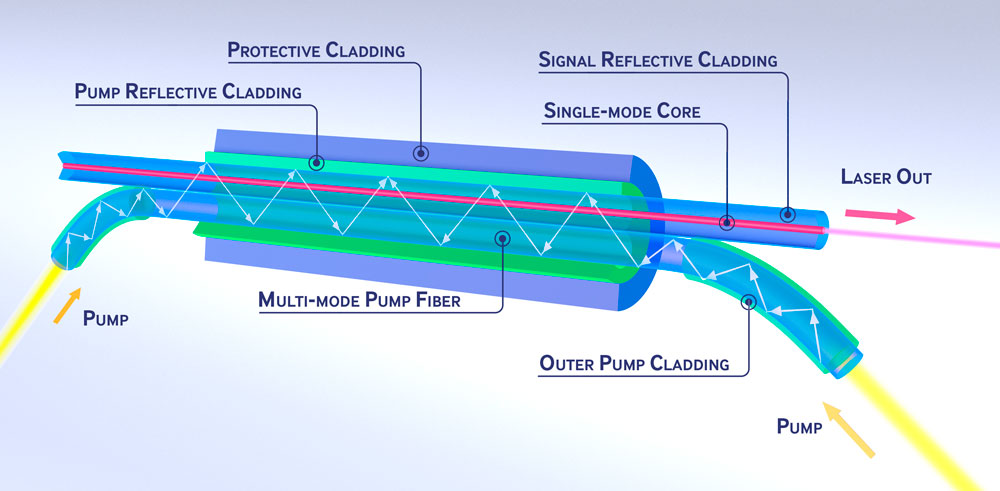 Protective Cladding
Signal Reflective Cladding
Pump Reflective Cladding
Single-mode Core
Laser Out
Multi-mode Pump Fiber
Pump
Outer Pump Cladding
Pump